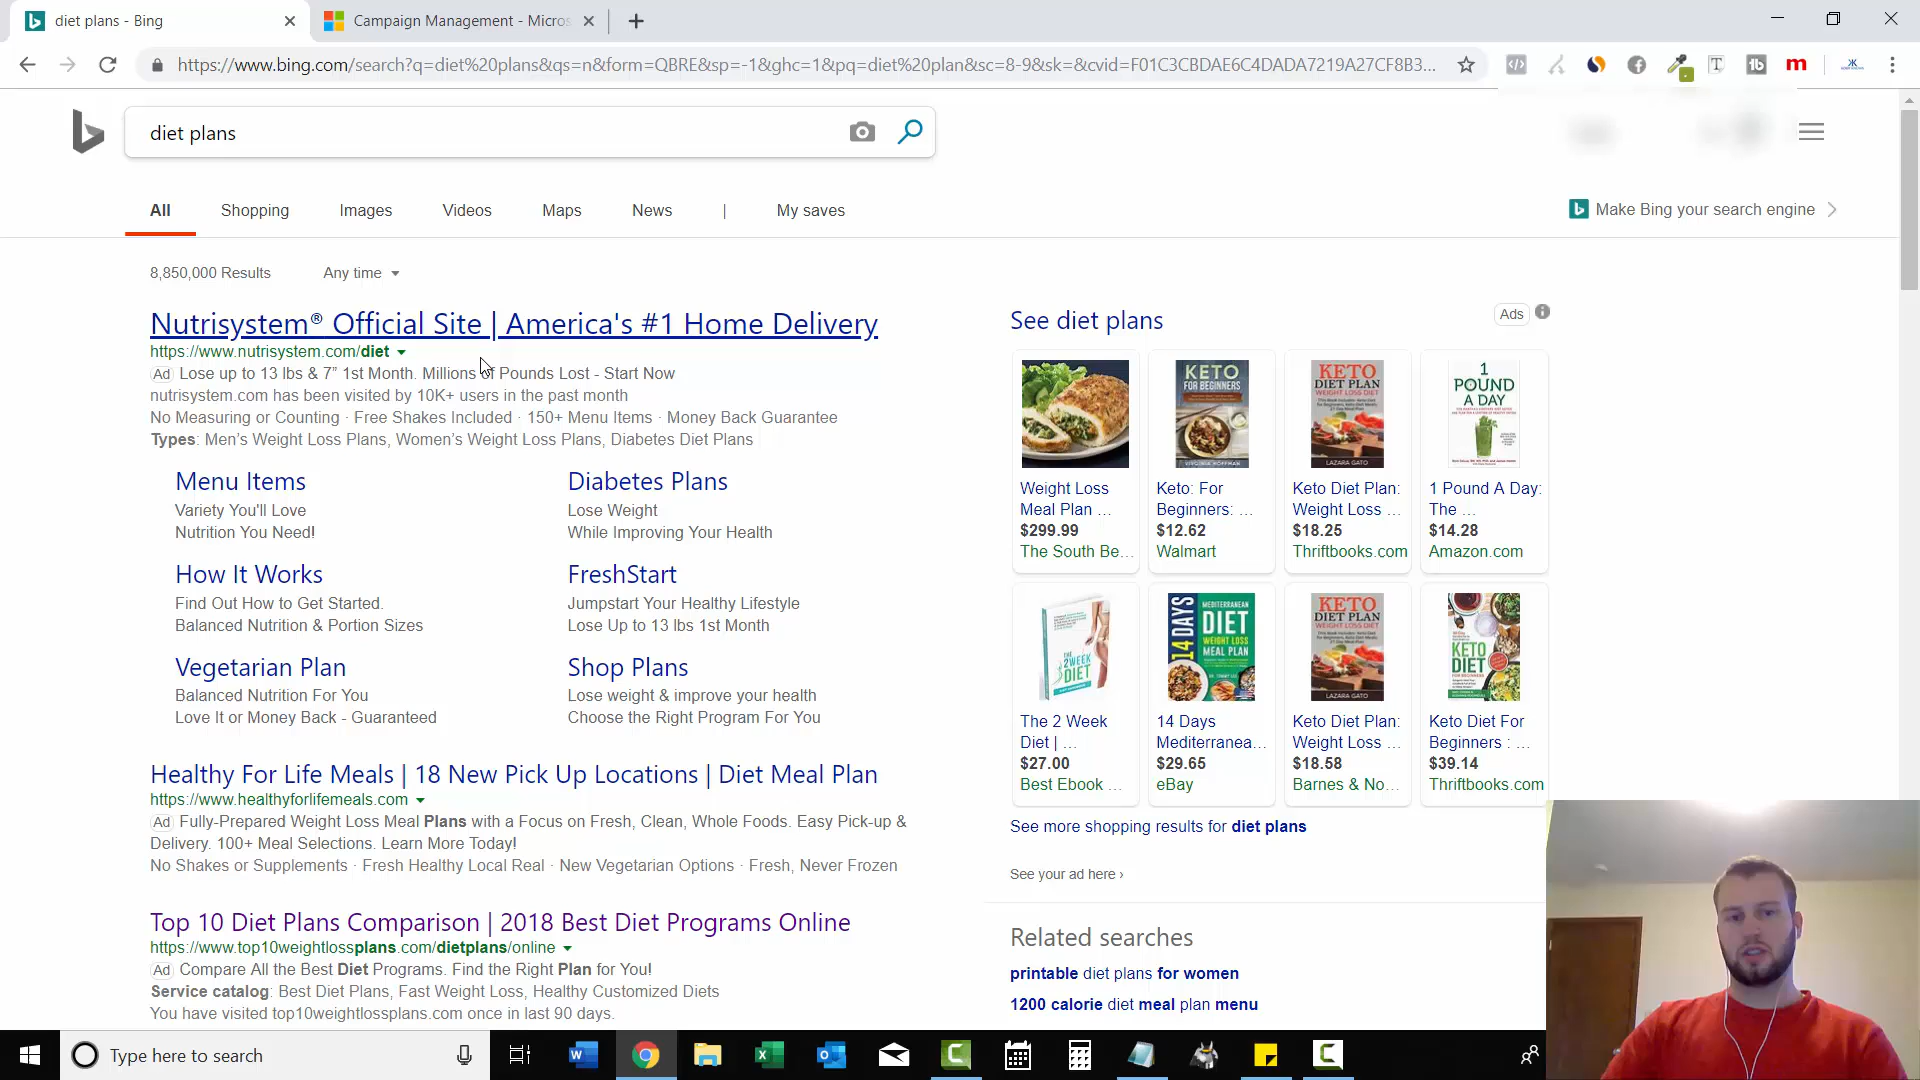 diet plans - Bing
Campaign Management - Micros
https://www.bing.com/search?q=diet%20plans&qs=n&form=QBRE&sp=-1&ghc=1&pq=diet%20plan&sc=8-9&sk=&cvid=F01C3CBDAE6C4DADA7219A27CF8B3...
diet plans
All Shopping Images Videos Maps News | My saves
Make Bing your search engine
8,850,000 Results Any time
Nutrisystem® Official Site | America's #1 Home Delivery
https://www.nutrisystem.com/diet
Ad Lose up to 13 lbs & 7” 1st Month. Millions of Pounds Lost - Start Now
nutrisystem.com has been visited by 10K+ users in the past month
No Measuring or Counting · Free Shakes Included · 150+ Menu Items · Money Back Guarantee
Types: Men’s Weight Loss Plans, Women’s Weight Loss Plans, Diabetes Diet Plans
Menu Items
Variety You'll Love
Nutrition You Need!
Diabetes Plans
Lose Weight
While Improving Your Health
How It Works
Find Out How to Get Started.
Balanced Nutrition & Portion Sizes
FreshStart
Jumpstart Your Healthy Lifestyle
Lose Up to 13 lbs 1st Month
Vegetarian Plan
Balanced Nutrition For You
Love It or Money Back - Guaranteed
Shop Plans
Lose weight & improve your health
Choose the Right Program For You
Healthy For Life Meals | 18 New Pick Up Locations | Diet Meal Plan
https://www.healthyforlifemeals.com
Ad Fully-Prepared Weight Loss Meal Plans with a Focus on Fresh, Clean, Whole Foods. Easy Pick-up &
Delivery. 100+ Meal Selections. Learn More Today!
No Shakes or Supplements · Fresh Healthy Local Real · New Vegetarian Options · Fresh, Never Frozen
Top 10 Diet Plans Comparison | 2018 Best Diet Programs Online
https://www.top10weightlossplans.com/dietplans/online
Ad Compare All the Best Diet Programs. Find the Right Plan for You!
Service catalog: Best Diet Plans, Fast Weight Loss, Healthy Customized Diets
You have visited top10weightlossplans.com once in last 90 days.
See diet plans
Ads
Weight Loss
Meal Plan ...
$299.99
The South Be...
KETO
FOR BEGINNERS
VIRGINIA HOFFMAN
Keto: For
Beginners: ...
$12.62
Walmart
KETO
DIET PLAN
WEIGHT LOSS DIET
LAZARA GATO
Keto Diet Plan:
Weight Loss ...
$18.25
Thriftbooks.com
1
POUND
A DAY
1 Pound A Day:
The ...
$14.28
Amazon.com
THE
2 WEEK
DIET
The 2 Week
Diet | ...
$27.00
Best Ebook ...
14 DAYS
MEDITERRANEAN
DIET
WEIGHT LOSS
MEAL PLAN
14 Days
Mediterranea...
$29.65
eBay
KETO
DIET PLAN
WEIGHT LOSS DIET
LAZARA GATO
Keto Diet Plan:
Weight Loss ...
$18.58
Barnes & No...
KETO
DIET
FOR BEGINNERS
Keto Diet For
Beginners : ...
$39.14
Thriftbooks.com
See more shopping results for diet plans
See your ad here ›
Related searches
printable diet plans for women
1200 calorie diet meal plan menu
Type here to search